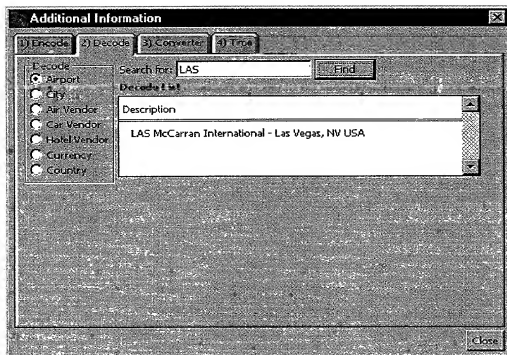 Additional Information
1) Encode 2) Decode 3) Converter 4) Time
Decode
Search for: LAS Find
Airport
Decode List
City
Air Vendor
Description
Car Vendor
LAS McCarran International - Las Vegas, NV USA
Hotel Vendor
Currency
Country
Close